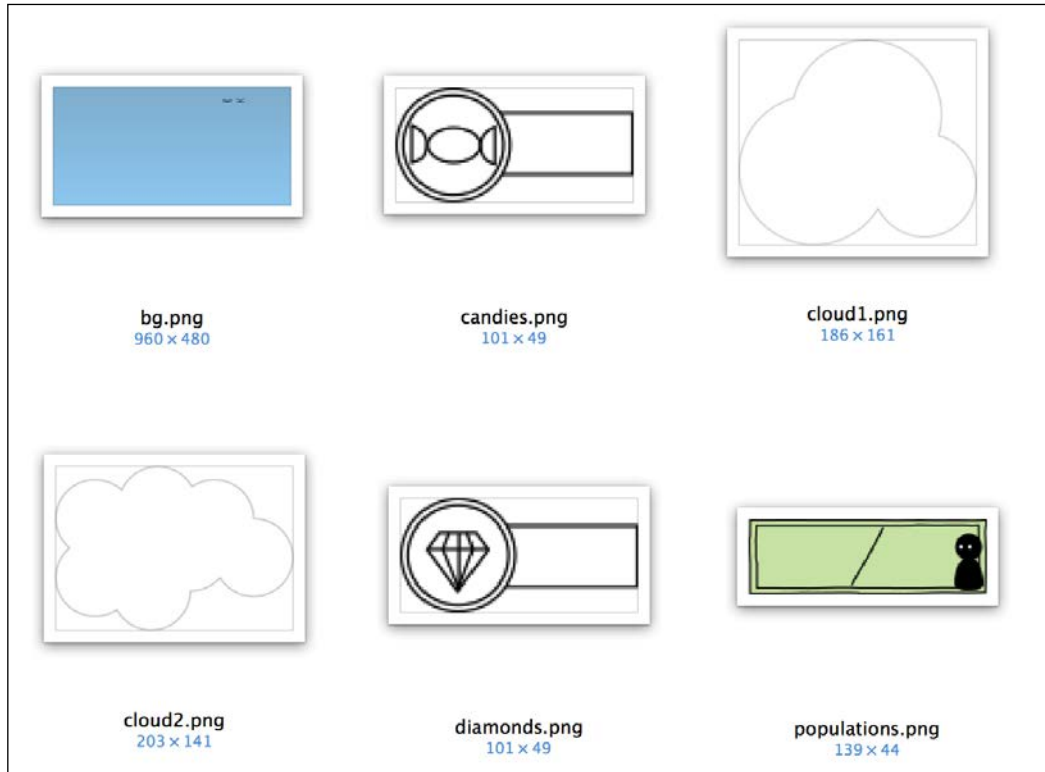 bg.png
960 × 480
candies.png
101 × 49
cloud1.png
186 × 161
cloud2.png
203 × 141
diamonds.png
101 × 49
populations.png
139 × 44